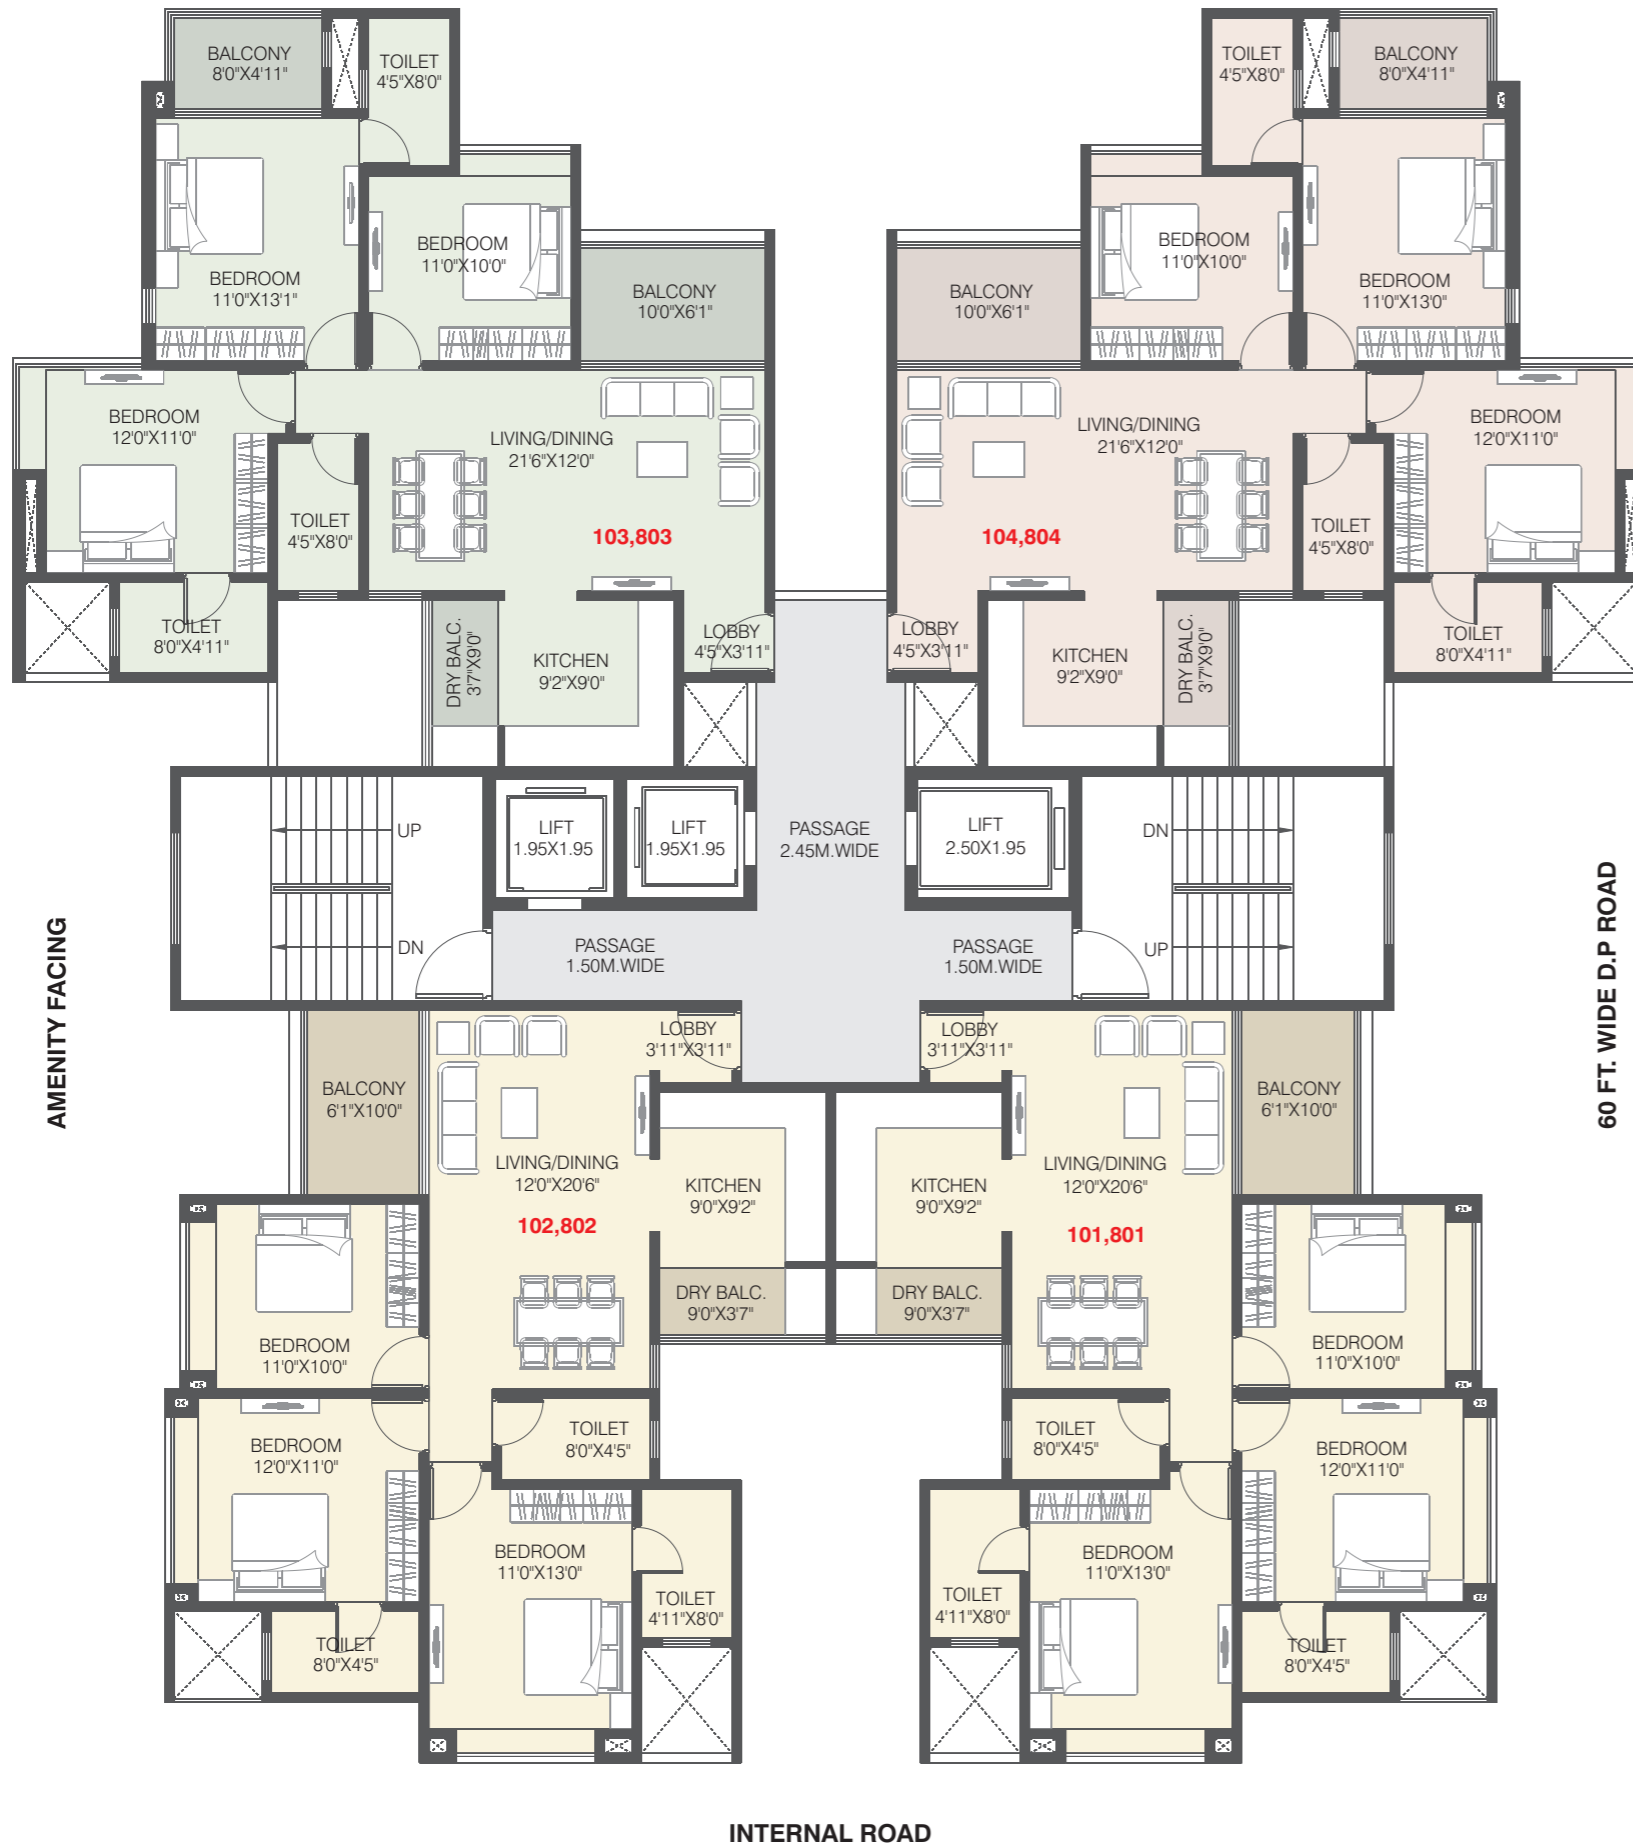 BALCONY
8'0"X4'11"
TOILET
4'5"X8'0"
BEDROOM
11'0"X13'1"
BEDROOM
11'0"X10'0"
BALCONY
10'0"X6'1"
BEDROOM
12'0"X11'0"
LIVING/DINING
21'6"X12'0"
TOILET
4'5"X8'0"
103,803
TOILET
8'0"X4'11"
DRY BALC.
3'7"X9'0"
KITCHEN
9'2"X9'0"
LOBBY
4'5"X3'11"
TOILET
4'5"X8'0"
BALCONY
8'0"X4'11"
BEDROOM
11'0"X10'0"
BEDROOM
11'0"X13'0"
BALCONY
10'0"X6'1"
LIVING/DINING
21'6"X12'0"
BEDROOM
12'0"X11'0"
104,804
TOILET
4'5"X8'0"
LOBBY
4'5"X3'11"
KITCHEN
9'2"X9'0"
DRY BALC.
3'7"X9'0"
TOILET
8'0"X4'11"
UP
LIFT
1.95X1.95
LIFT
1.95X1.95
PASSAGE
2.45M.WIDE
LIFT
2.50X1.95
DN
DN
PASSAGE
1.50M.WIDE
PASSAGE
1.50M.WIDE
UP
AMENITY FACING
60 FT. WIDE D.P ROAD
LOBBY
3'11"X3'11"
BALCONY
6'1"X10'0"
LIVING/DINING
12'0"X20'6"
KITCHEN
9'0"X9'2"
102,802
DRY BALC.
9'0"X3'7"
BEDROOM
11'0"X10'0"
BEDROOM
12'0"X11'0"
TOILET
8'0"X4'5"
BEDROOM
11'0"X13'0"
TOILET
4'11"X8'0"
TOILET
8'0"X4'5"
LOBBY
3'11"X3'11"
BALCONY
6'1"X10'0"
LIVING/DINING
12'0"X20'6"
KITCHEN
9'0"X9'2"
101,801
DRY BALC.
9'0"X3'7"
BEDROOM
11'0"X10'0"
TOILET
8'0"X4'5"
BEDROOM
12'0"X11'0"
BEDROOM
11'0"X13'0"
TOILET
4'11"X8'0"
TOILET
8'0"X4'5"
INTERNAL ROAD